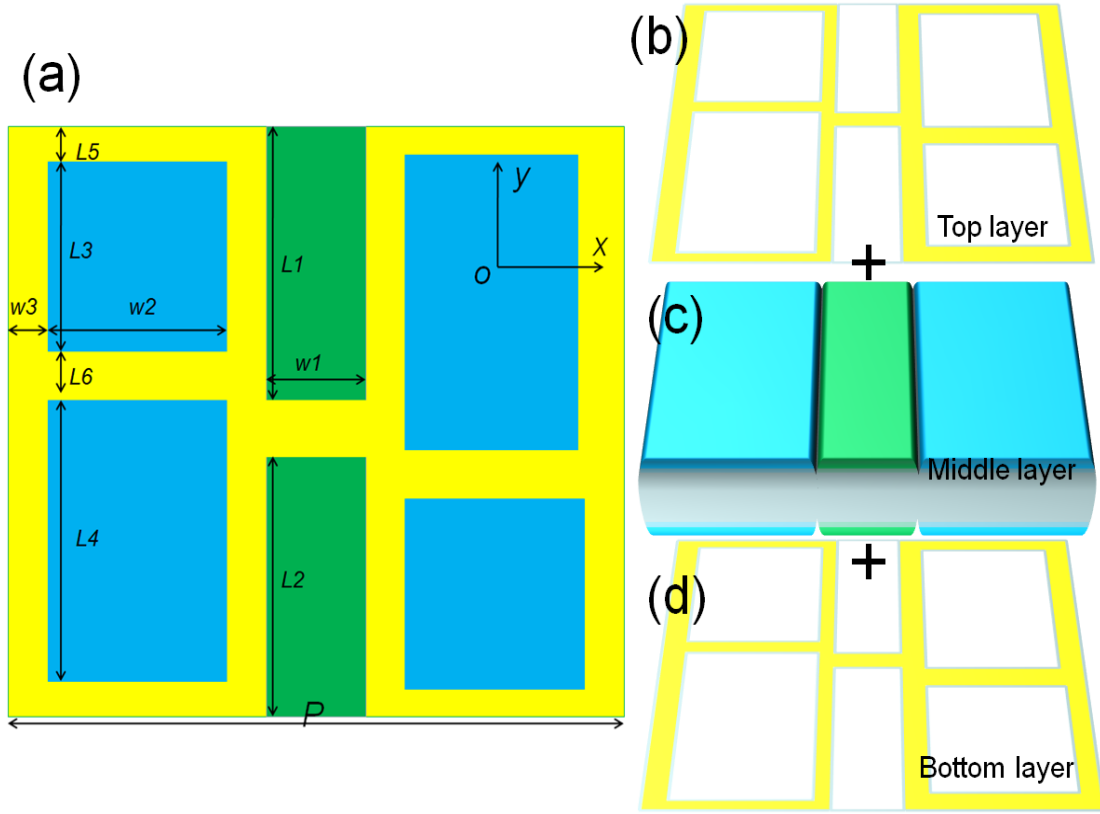 (a)
L5
L3
w3
w2
L6
L4
L1
w1
L2
y
x
o
P
(b)
Top layer
+
(c)
Middle layer
+
(d)
Bottom layer